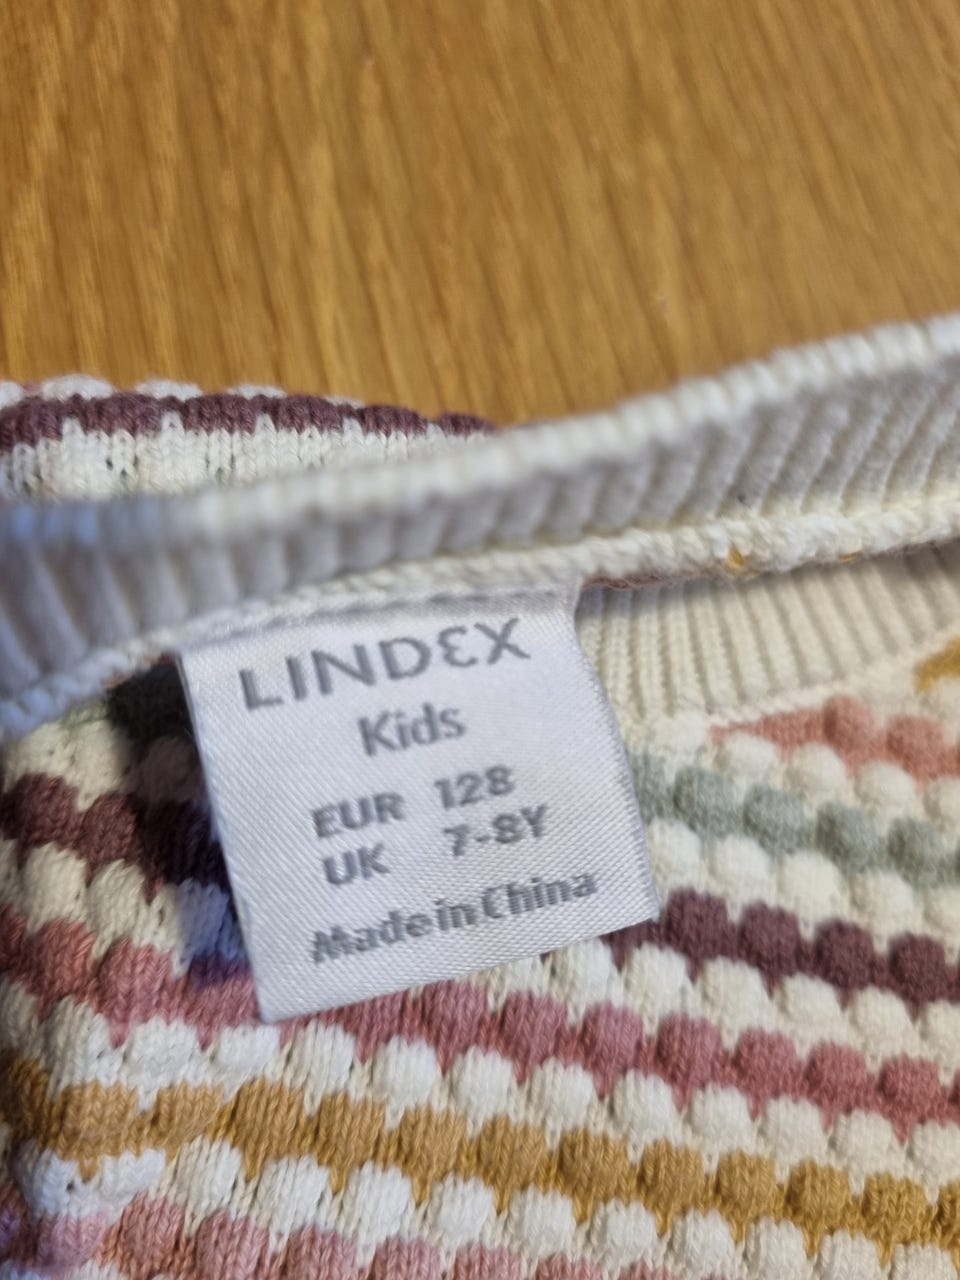 LINDEX
Kids
EUR 128
UK 7-8Y
Made in China